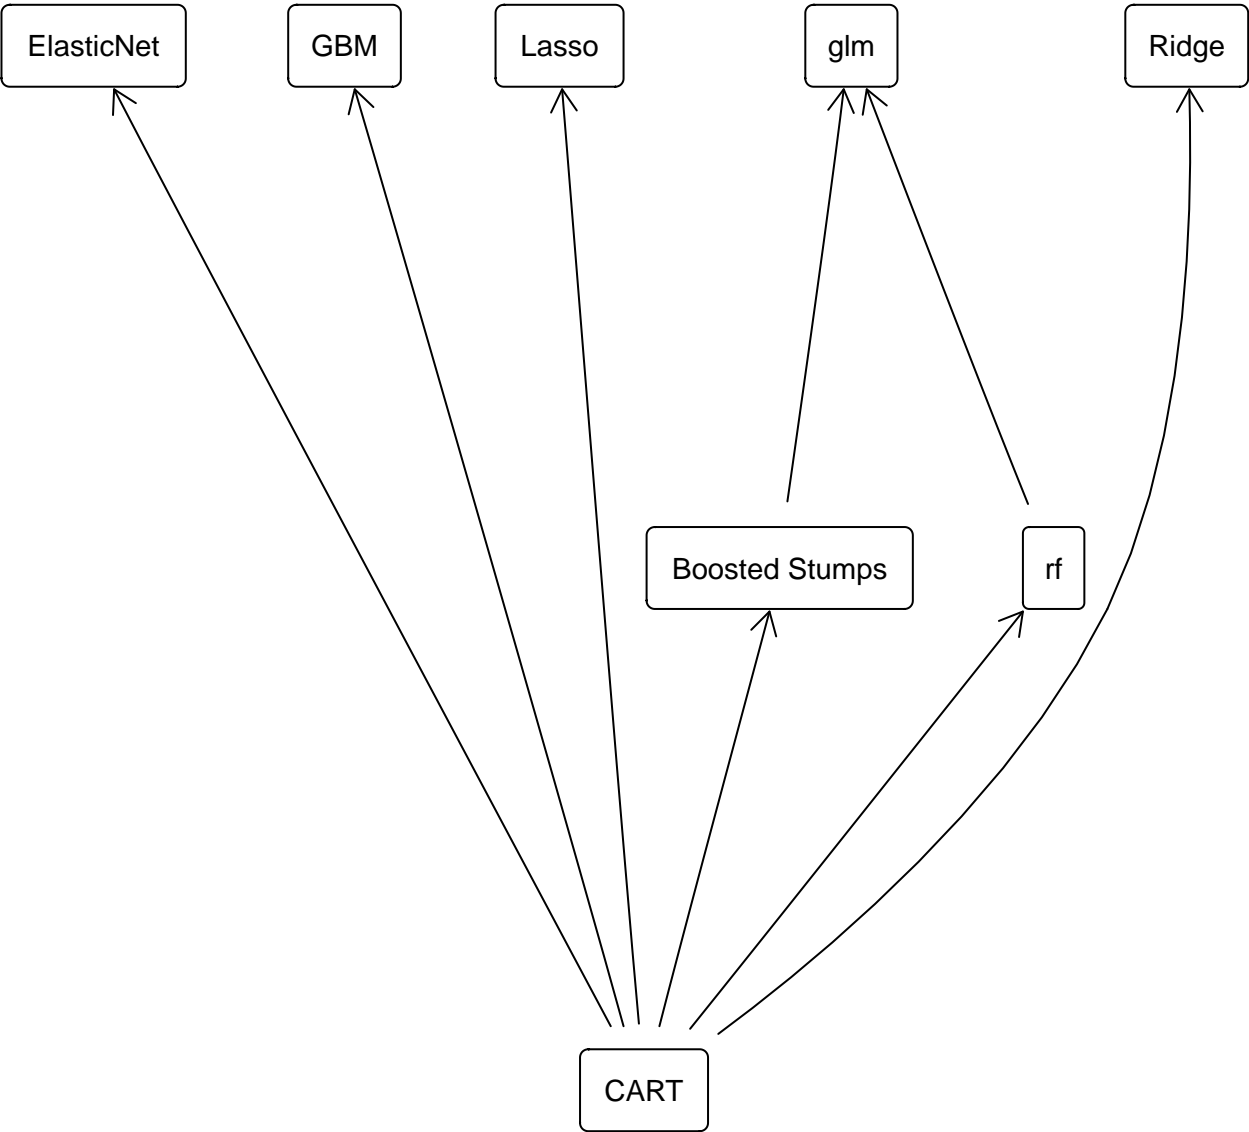 ElasticNet
GBM
Lasso
glm
Ridge
Boosted Stumps
rf
CART